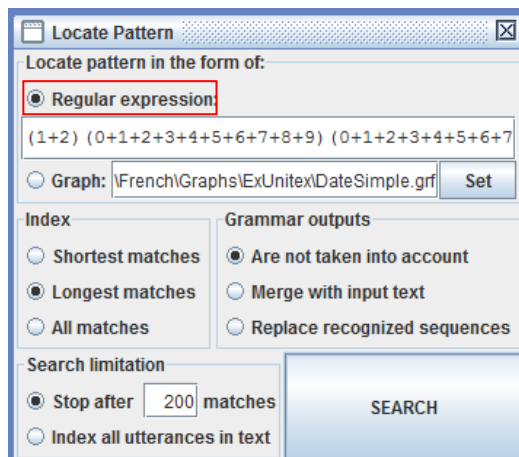 Locate Pattern
Locate pattern in the form of:
Regular expression:
(1+2) (0+1+2+3+4+5+6+7+8+9) (0+1+2+3+4+5+6+7
Graph: \French\Graphs\ExUnitex\DateSimple.grf Set
Index
Shortest matches
Longest matches
All matches
Grammar outputs
Are not taken into account
Merge with input text
Replace recognized sequences
Search limitation
Stop after 200 matches
Index all utterances in text
SEARCH